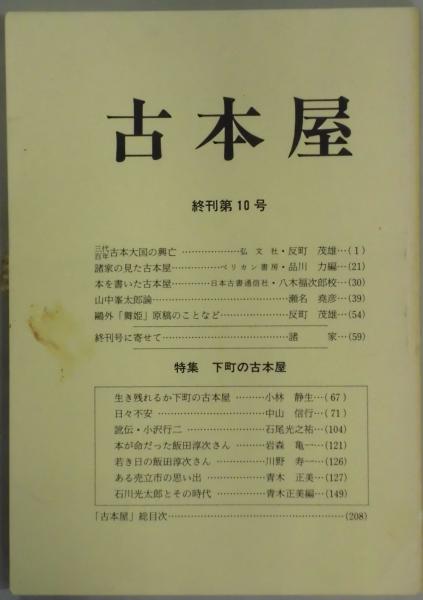 古本屋
終刊第10号
三代百年古本大国の興亡………………弘文社・反町 茂雄…(1)
諸家の見た古本屋……………ペリカン書房・品川 力編…(21)
本を書いた古本屋…………日本古書通信社・八木福次郎校…(30)
山中峯太郎論……………………………瀬名 堯彦…(39)
鷗外「舞姫」原稿のことなど………………反町 茂雄…(54)
終刊号に寄せて……………………………諸 家…(59)
特集 下町の古本屋
生き残れるか下町の古本屋………小林 静生…(67)
日々不安………………………中山 信行…(71)
訛伝・小沢行二…………………石尾光之祐…(104)
本が命だった飯田淳次さん………岩森 亀一…(121)
若き日の飯田淳次さん……………川野 寿一…(126)
ある売立市の思い出………………青木 正美…(127)
石川光太郎とその時代……………青木正美編…(149)
「古本屋」総目次……………………………………………(208)